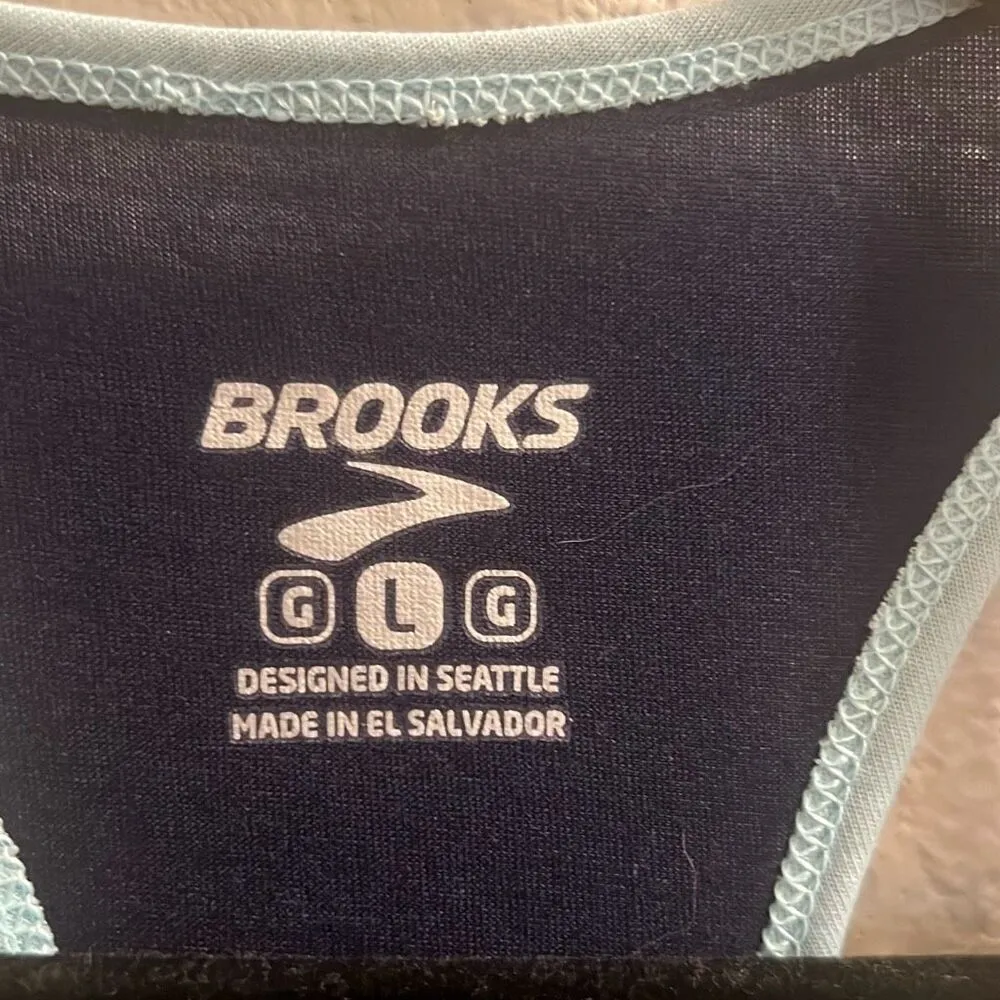 BROOKS
G L G
DESIGNED IN SEATTLE
MADE IN EL SALVADOR